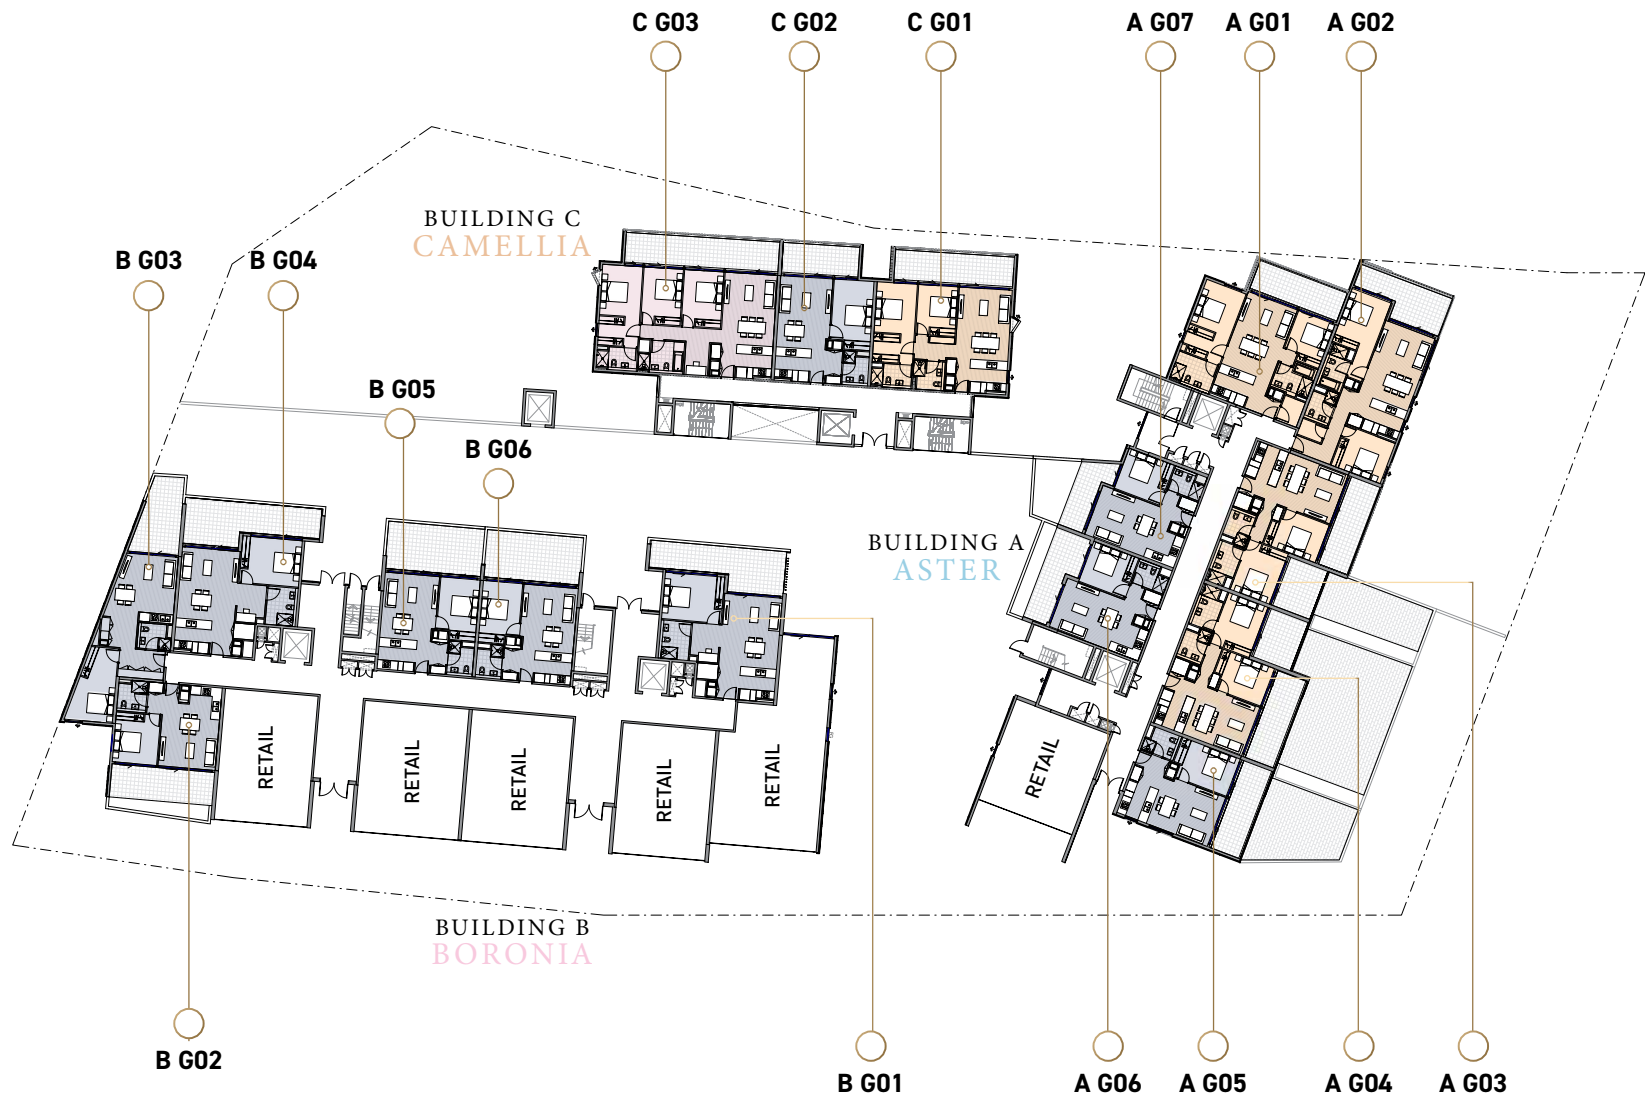 C G03
C G02
C G01
A G07
A G01
A G02
BUILDING C
CAMELLIA
B G03
B G04
B G05
B G06
BUILDING A
ASTER
RETAIL
RETAIL
RETAIL
RETAIL
RETAIL
RETAIL
BUILDING B
BORONIA
B G02
B G01
A G06
A G05
A G04
A G03